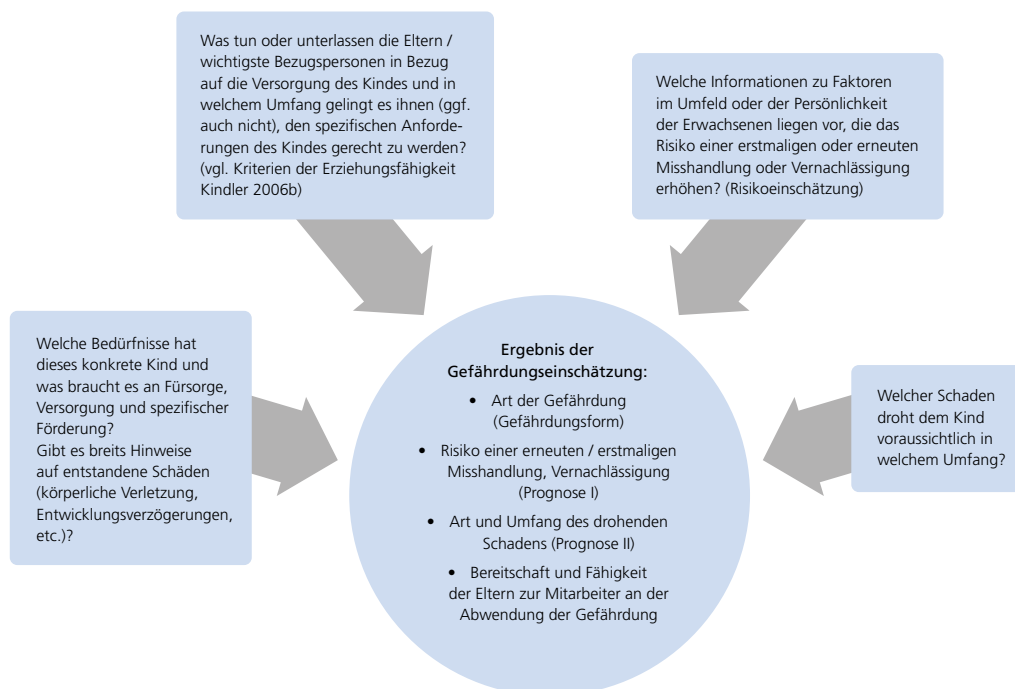 Was tun oder unterlassen die Eltern /
wichtigste Bezugspersonen in Bezug
auf die Versorgung des Kindes und in
welchem Umfang gelingt es ihnen (ggf.
auch nicht), den spezifischen Anforde-
rungen des Kindes gerecht zu werden?
(vgl. Kriterien der Erziehungsfähigkeit
Kindler 2006b)
Welche Informationen zu Faktoren
im Umfeld oder der Persönlichkeit
der Erwachsenen liegen vor, die das
Risiko einer erstmaligen oder erneuten
Misshandlung oder Vernachlässigung
erhöhen? (Risikoeinschätzung)
Welche Bedürfnisse hat
dieses konkrete Kind und
was braucht es an Fürsorge,
Versorgung und spezifischer
Förderung?
Gibt es breits Hinweise
auf entstandene Schäden
(körperliche Verletzung,
Entwicklungsverzögerungen,
etc.)?
Ergebnis der
Gefährdungseinschätzung:
• Art der Gefährdung
(Gefährdungsform)
• Risiko einer erneuten / erstmaligen
Misshandlung, Vernachlässigung
(Prognose I)
• Art und Umfang des drohenden
Schadens (Prognose II)
• Bereitschaft und Fähigkeit
der Eltern zur Mitarbeiter an der
Abwendung der Gefährdung
Welcher Schaden
droht dem Kind
voraussichtlich in
welchem Umfang?